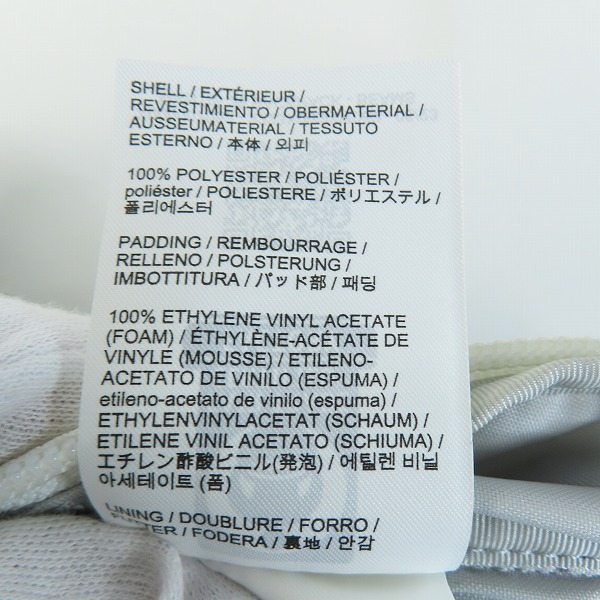 SHELL / EXTÉRIEUR /
REVESTIMIENTO / OBERMATERIAL /
AUSSEUMATERIAL / TESSUTO
ESTERNO / 本体 / 외피
100% POLYESTER / POLIÉSTER /
poliéster / POLIESTERE / ポリエステル /
폴리에스터
PADDING / REMBOURRAGE /
RELLENO / POLSTERUNG /
IMBOTTITURA / パッド部 / 패딩
100% ETHYLENE VINYL ACETATE
(FOAM) / ÉTHYLÈNE-ACÉTATE DE
VINYLE (MOUSSE) / ETILENO-
ACETATO DE VINILO (ESPUMA) /
etileno-acetato de vinilo (espuma) /
ETHYLENVINYLACETAT (SCHAUM) /
ETILENE VINIL ACETATO (SCHIUMA) /
エチレン酢酸ビニル(発泡) / 에틸렌 비닐
아세테이트 (폼)
LINING / DOUBLURE / FORRO /
FUTTER / FODERA / 裏地 / 안감